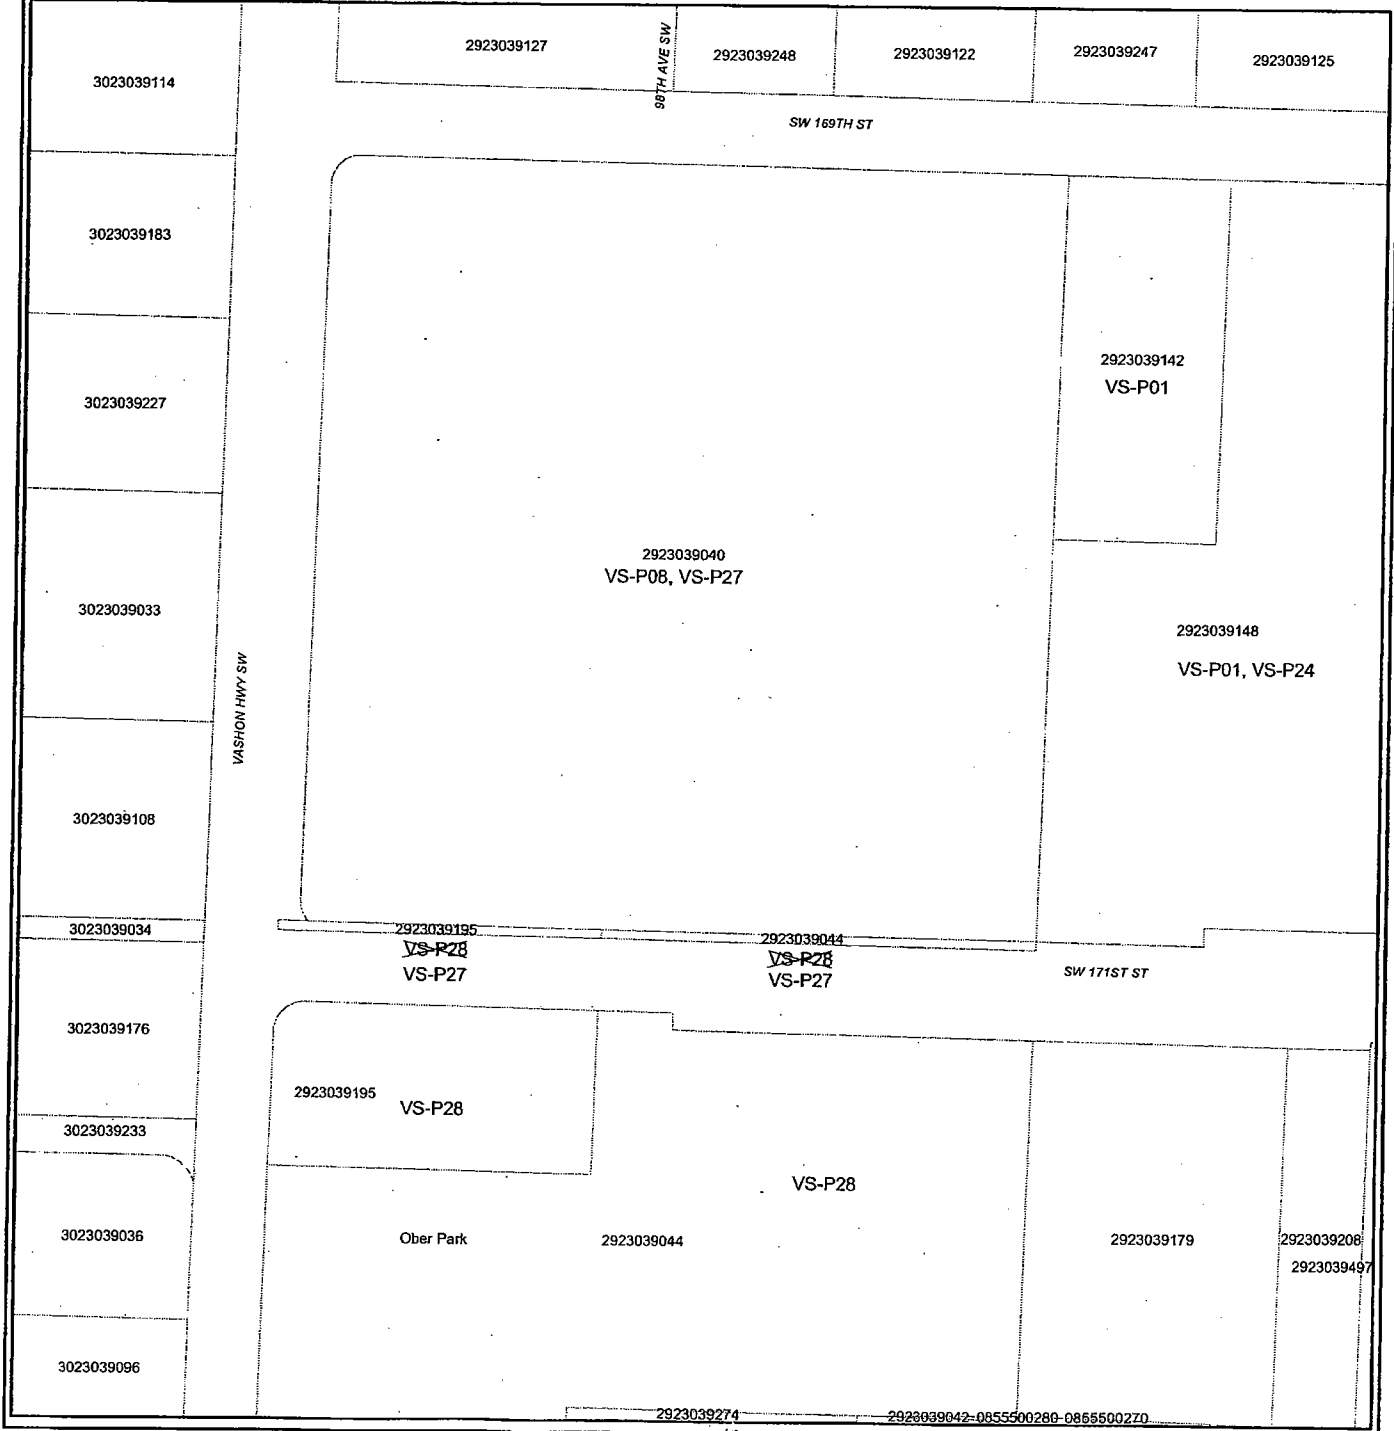 2923039127
98TH AVE SW
2923039248
2923039122
2923039247
2923039125
3023039114
SW 169TH ST
3023039183
2923039142
VS-P01
3023039227
2923039040
VS-P08, VS-P27
3023039033
2923039148
VS-P01, VS-P24
VASHON HWY SW
3023039108
3023039034
2923039195
VS-P28
VS-P27
2923039044
VS-P28
VS-P27
SW 171ST ST
3023039176
2923039195
VS-P28
3023039233
VS-P28
3023039036
Ober Park
2923039044
2923039179
2923039208
2923039497
3023039096
2923039274
2923039042 0855500280 0855500270